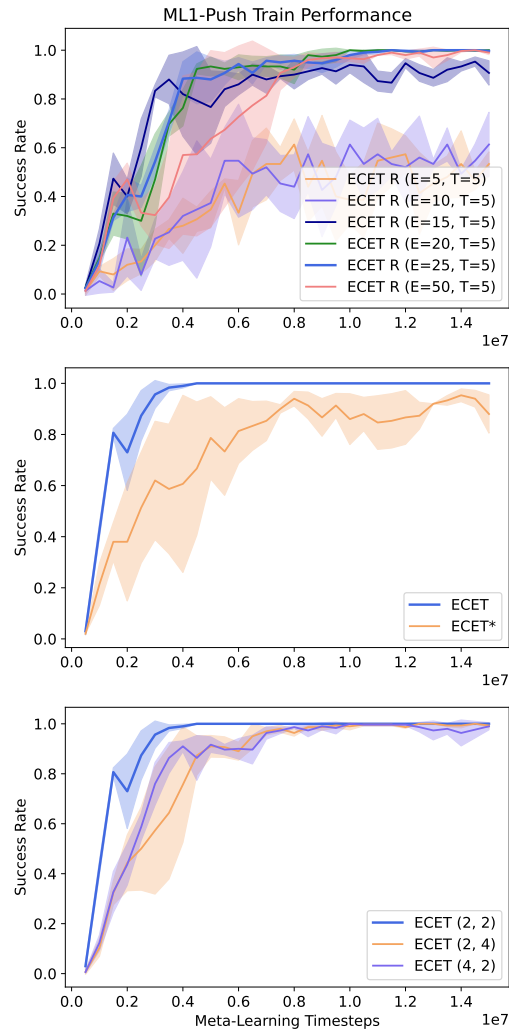 ML1-Push Train Performance
1.0
0.8
0.6
0.4
0.2
0.0
Success Rate
ECET R (E=5, T=5)
ECET R (E=10, T=5)
ECET R (E=15, T=5)
ECET R (E=20, T=5)
ECET R (E=25, T=5)
ECET R (E=50, T=5)
0.0 0.2 0.4 0.6 0.8 1.0 1.2 1.4
1e7
1.0
0.8
0.6
0.4
0.2
0.0
Success Rate
ECET
ECET*
0.0 0.2 0.4 0.6 0.8 1.0 1.2 1.4
1e7
1.0
0.8
0.6
0.4
0.2
0.0
Success Rate
ECET (2, 2)
ECET (2, 4)
ECET (4, 2)
0.0 0.2 0.4 0.6 0.8 1.0 1.2 1.4
Meta-Learning Timesteps
1e7